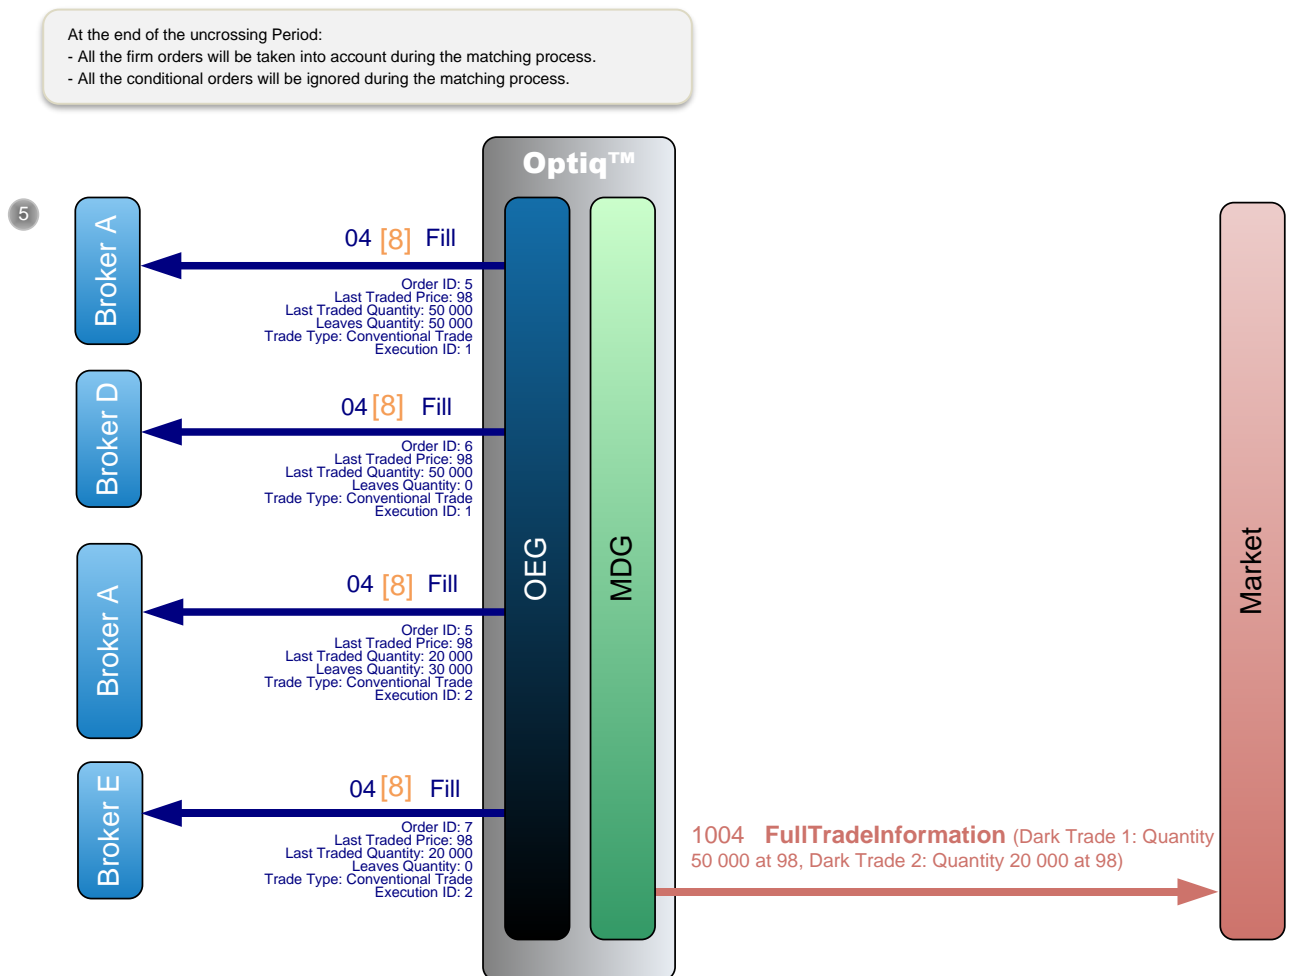 At the end of the uncrossing Period:
- All the firm orders will be taken into account during the matching process.
- All the conditional orders will be ignored during the matching process.
Optiq™
5
Broker A
04 [8] Fill
Order ID: 5
Last Traded Price: 98
Last Traded Quantity: 50 000
Leaves Quantity: 50 000
Trade Type: Conventional Trade
Execution ID: 1
Broker D
04 [8] Fill
Order ID: 6
Last Traded Price: 98
Last Traded Quantity: 50 000
Leaves Quantity: 0
Trade Type: Conventional Trade
Execution ID: 1
Broker A
04 [8] Fill
Order ID: 5
Last Traded Price: 98
Last Traded Quantity: 20 000
Leaves Quantity: 30 000
Trade Type: Conventional Trade
Execution ID: 2
Broker E
04 [8] Fill
Order ID: 7
Last Traded Price: 98
Last Traded Quantity: 20 000
Leaves Quantity: 0
Trade Type: Conventional Trade
Execution ID: 2
OEG
MDG
1004 FullTradeInformation (Dark Trade 1: Quantity
50 000 at 98, Dark Trade 2: Quantity 20 000 at 98)
Market